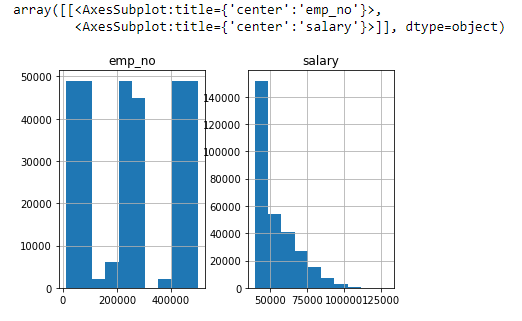 array([[<AxesSubplot:title={'center':'emp_no'}>,
<AxesSubplot:title={'center':'salary'}>]], dtype=object)
emp_no
50000
40000
30000
20000
10000
0
0 200000 400000
salary
140000
120000
100000
80000
60000
40000
20000
0
50000 75000 100000 125000